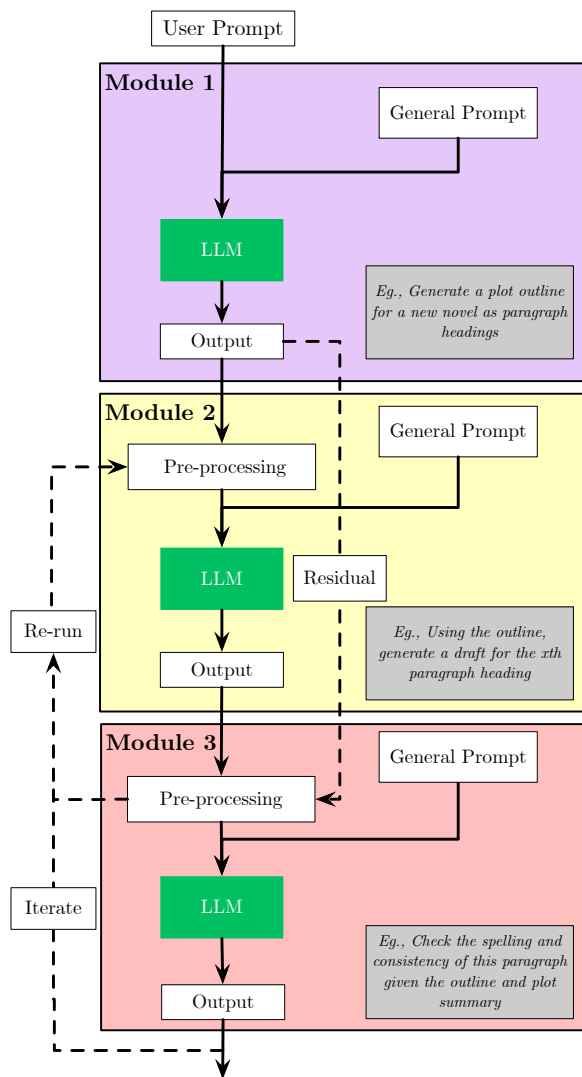 User Prompt
Module 1
General Prompt
LLM
Eg., Generate a plot outline
for a new novel as paragraph
headings
Output
Module 2
General Prompt
Pre-processing
LLM
Residual
Re-run
Eg., Using the outline,
generate a draft for the xth
paragraph heading
Output
Module 3
General Prompt
Pre-processing
LLM
Iterate
Eg., Check the spelling and
consistency of this paragraph
given the outline and plot
summary
Output